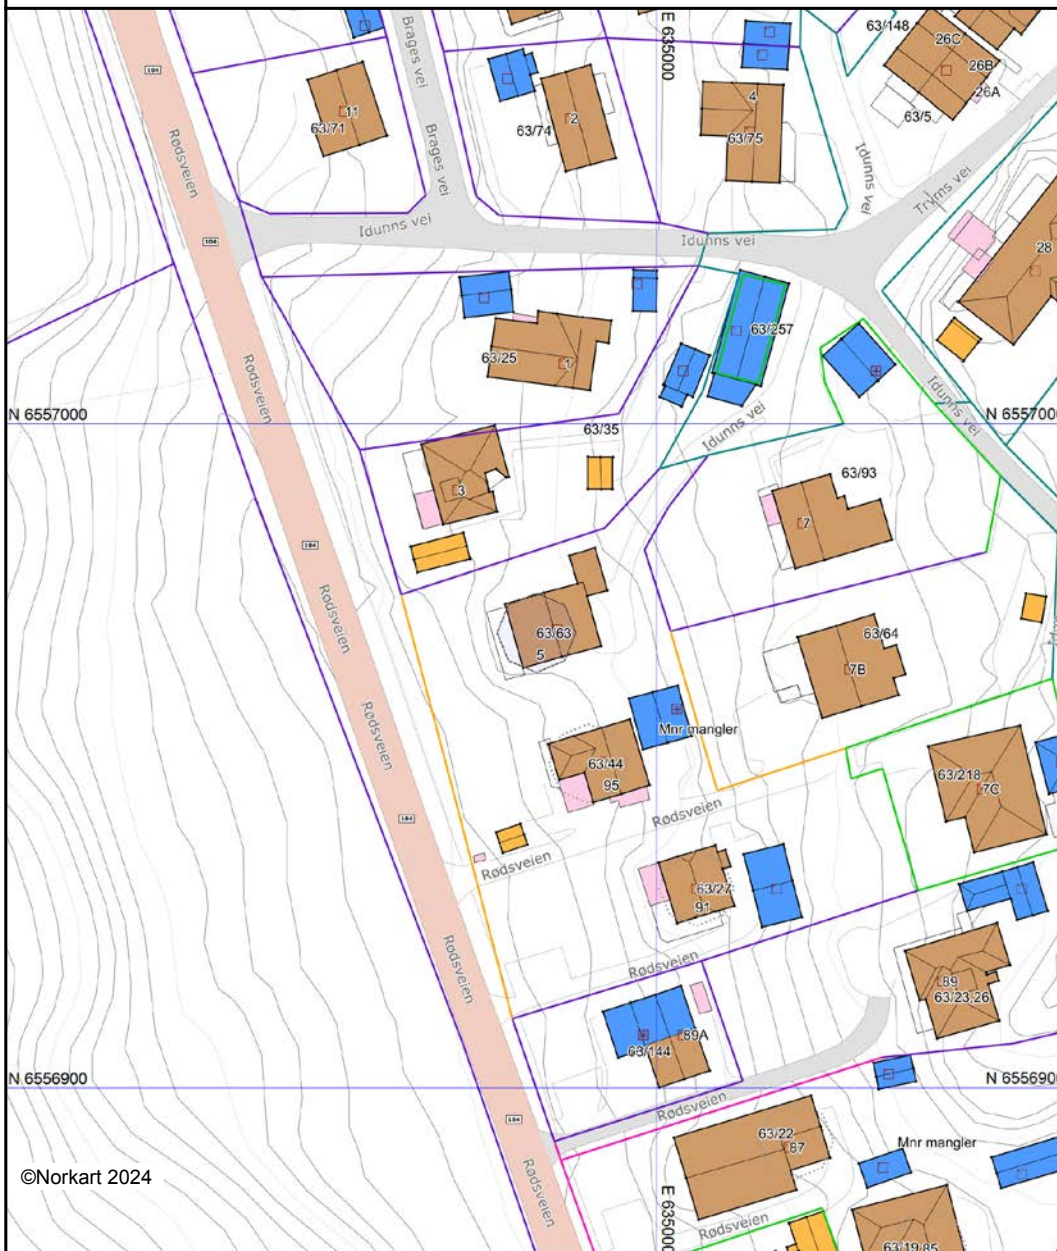 63/148
26C
26B
26A
63/5
E 635000
Brages vei
104
11
63/71
2
63/74
4
63/75
Brages vei
Rødsveien
Idunns vei
Tryms vei
Idunns vei
Idunns vei
28
104
63/257
63/25
1
Rødsveien
Idunns vei
N 6557000
N 6557000
63/35
Idunns vei
3
63/93
7
104
Rødsveien
63/63
5
63/64
7B
Rødsveien
Mnr mangler
63/44
95
63/218
7C
104
Rødsveien
Rødsveien
63/27
91
Rødsveien
Rødsveien
89
63/23,26
89A
63/144
N 6556900
N 6556900
Rødsveien
104
63/22
87
Mnr mangler
©Norkart 2024
Rødsveien
E 635000
Rødsveien
63/19,85